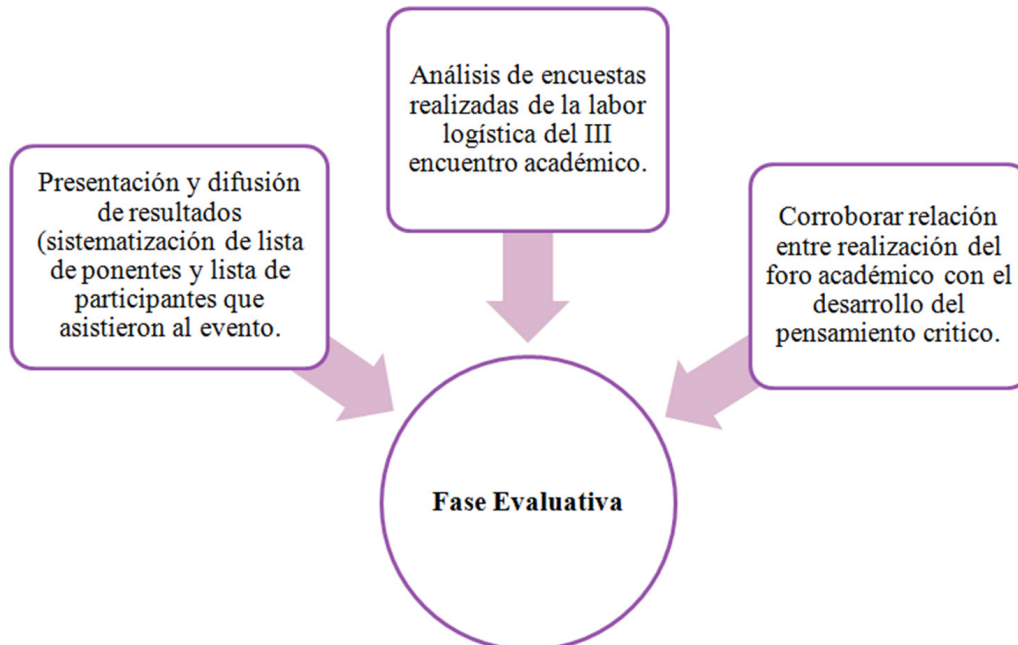 Presentación y difusión
de resultados
(sistematización de lista
de ponentes y lista de
participantes que
asistieron al evento.
Análisis de encuestas
realizadas de la labor
logística del III
encuentro académico.
Corroborar relación
entre realización del
foro académico con el
desarrollo del
pensamiento critico.
Fase Evaluativa